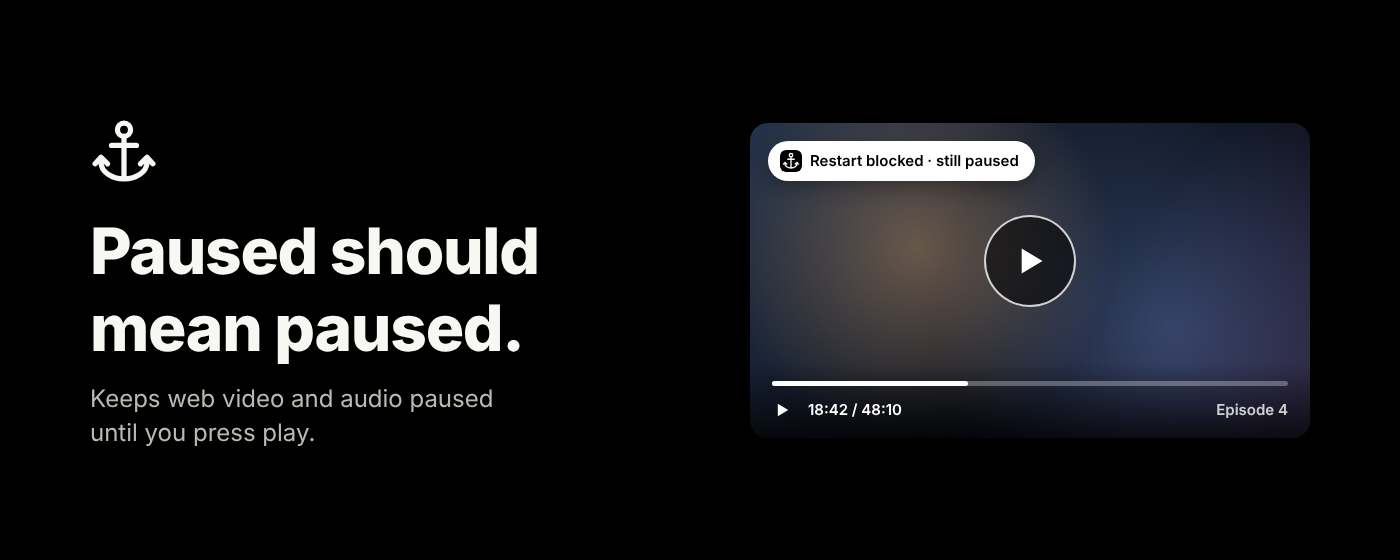 Paused should
mean paused.
Keeps web video and audio paused
until you press play.
Restart blocked · still paused
18:42 / 48:10
Episode 4